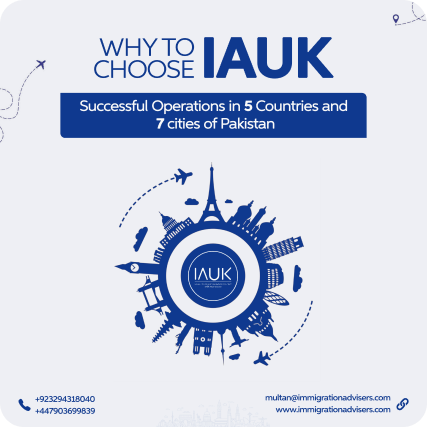 WHY TO
CHOOSE IAUK
Successful Operations in 5 Countries and
7 cities of Pakistan
IAUK
+923294318040
+447903699839
multan@immigrationadvisers.com
www.immigrationadvisers.com